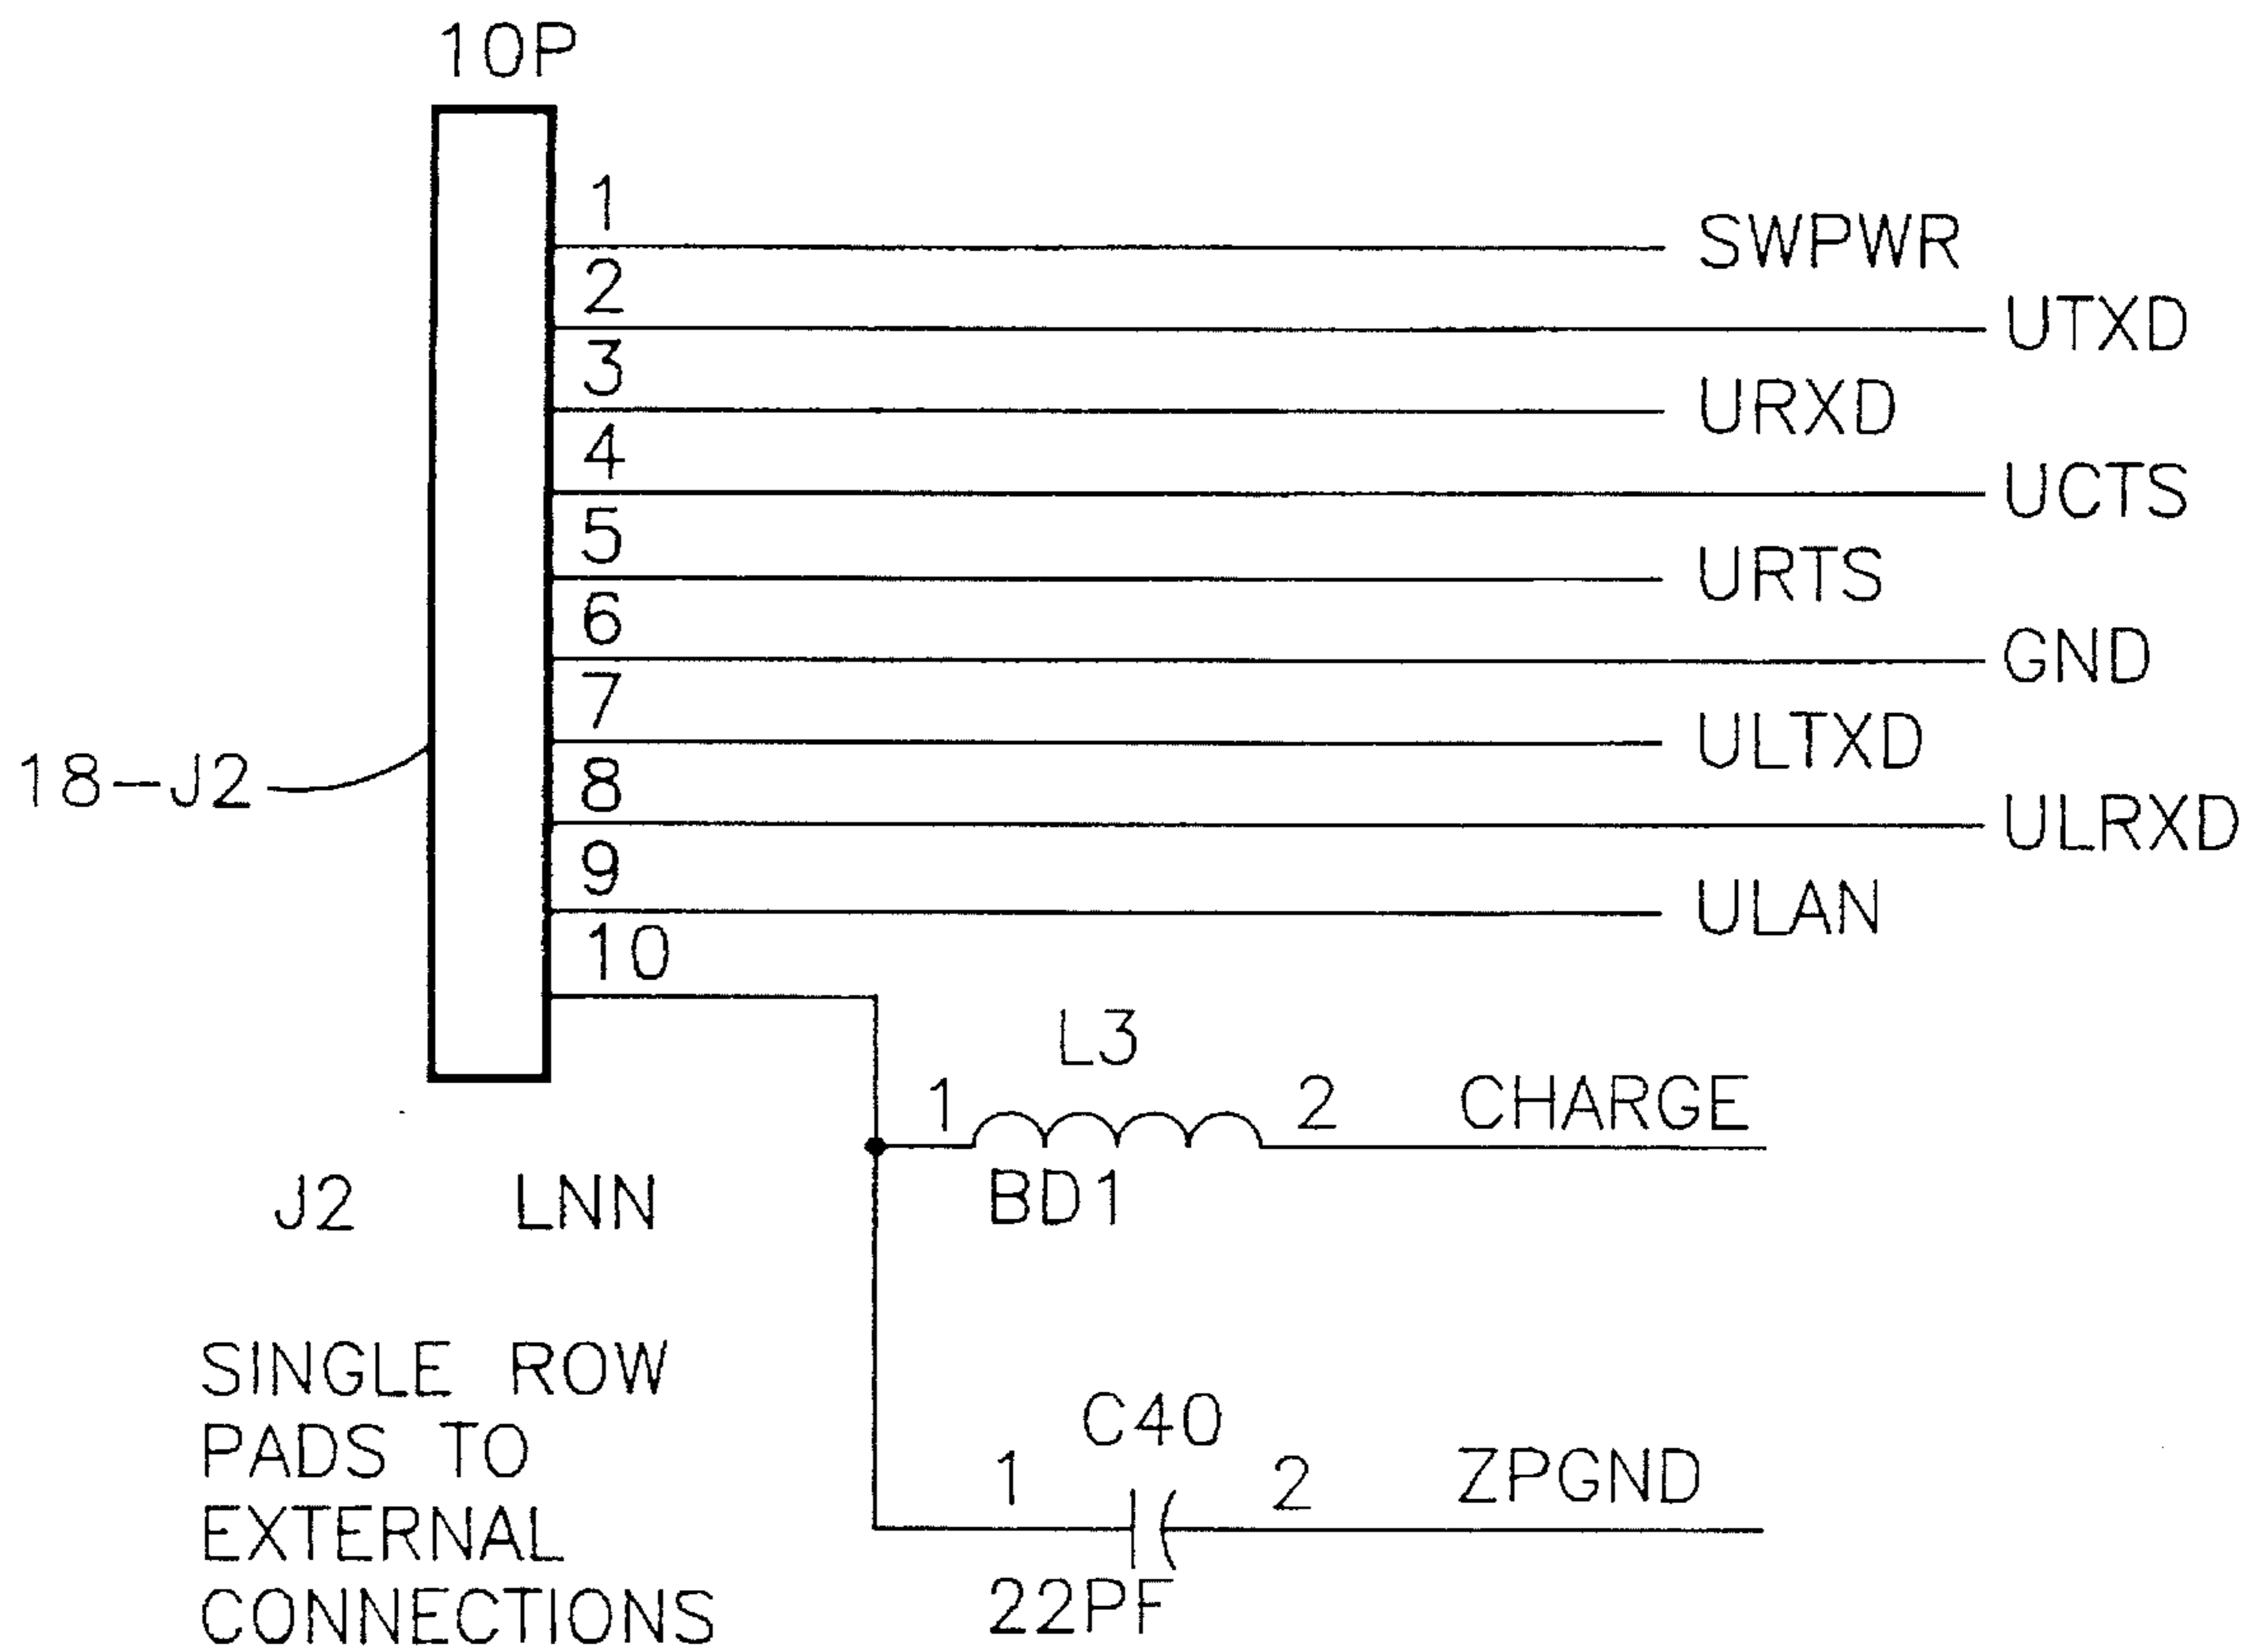 10P
1
SWPWR
2
UTXD
3
URXD
4
UCTS
5
URTS
6
GND
7
ULTXD
18-J2
8
ULRXD
9
ULAN
10
L3
1
2
CHARGE
BD1
J2 LNN
SINGLE ROW
PADS TO
EXTERNAL
CONNECTIONS
C40
1
2
ZPGND
22PF